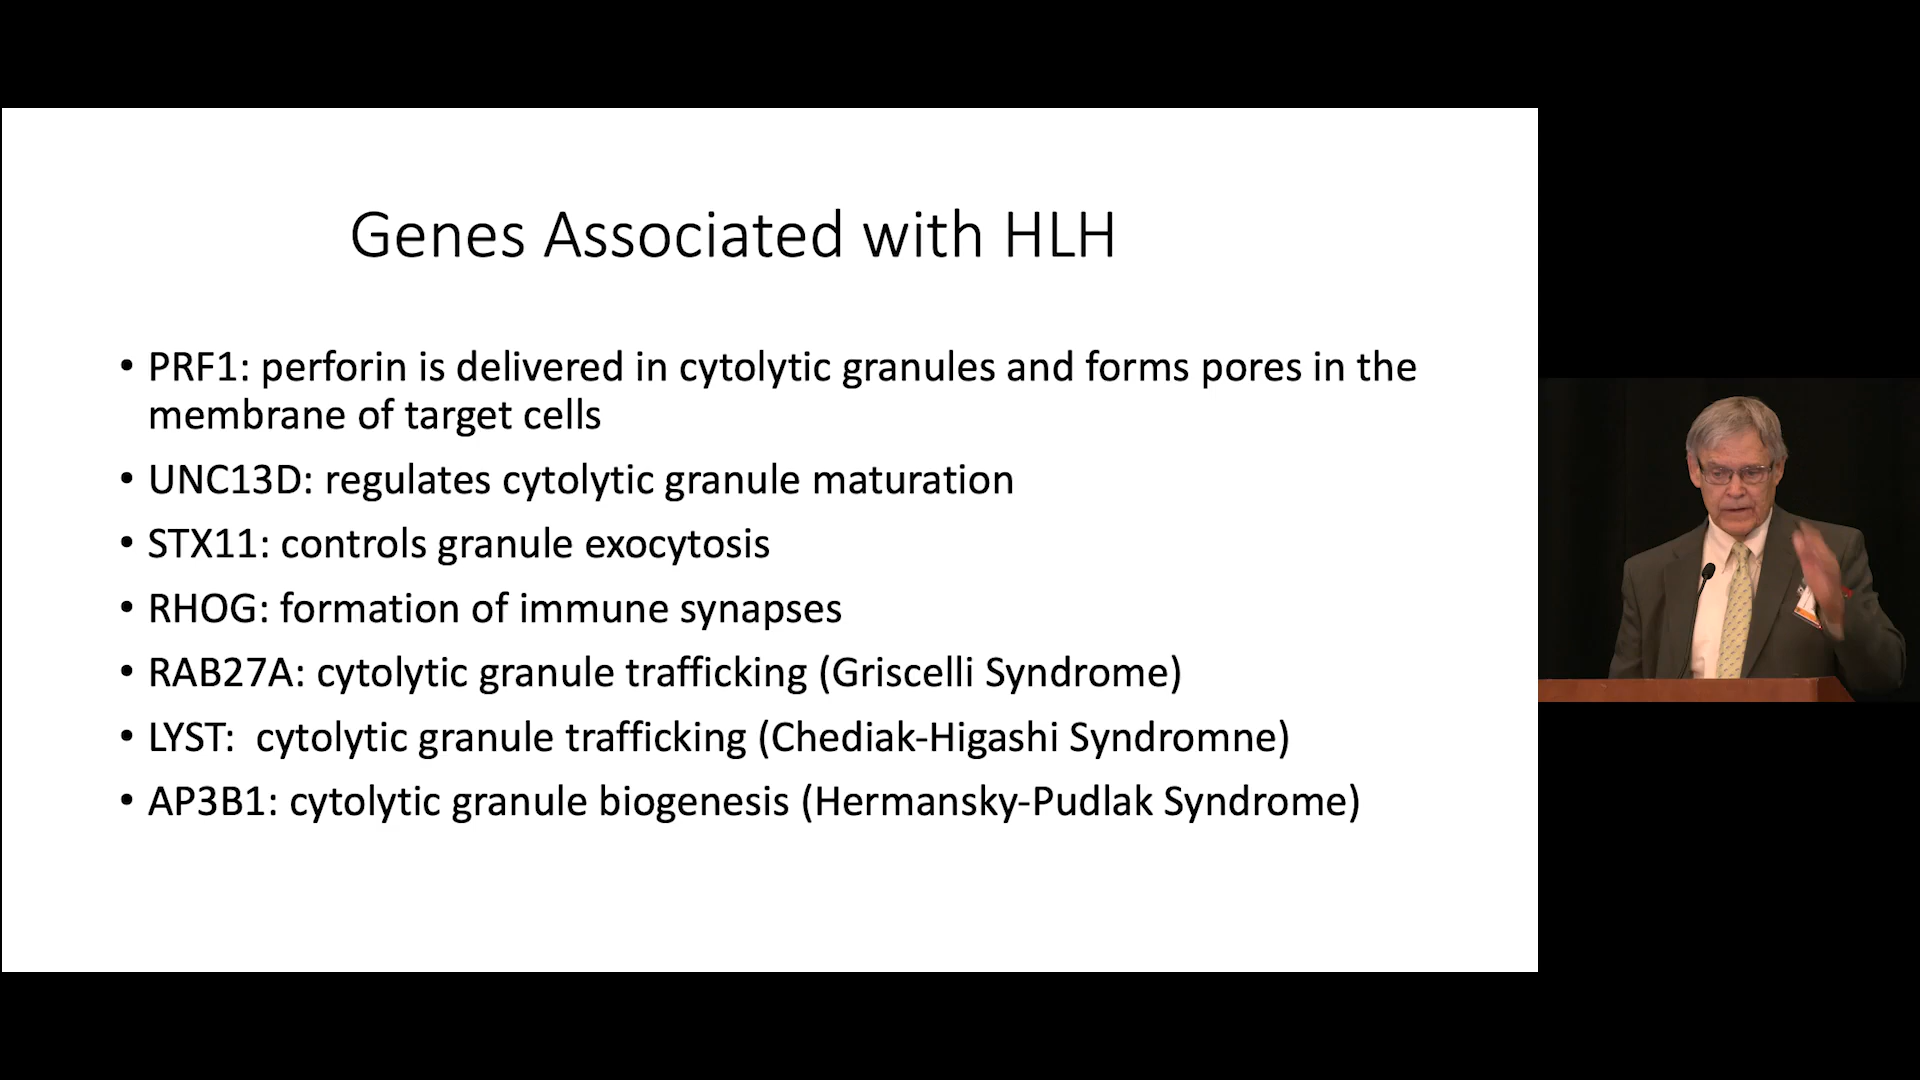 Genes Associated with HLH
• PRF1: perforin is delivered in cytolytic granules and forms pores in the
membrane of target cells
• UNC13D: regulates cytolytic granule maturation
• STX11: controls granule exocytosis
• RHOG: formation of immune synapses
• RAB27A: cytolytic granule trafficking (Griscelli Syndrome)
• LYST:  cytolytic granule trafficking (Chediak-Higashi Syndromne)
• AP3B1: cytolytic granule biogenesis (Hermansky-Pudlak Syndrome)